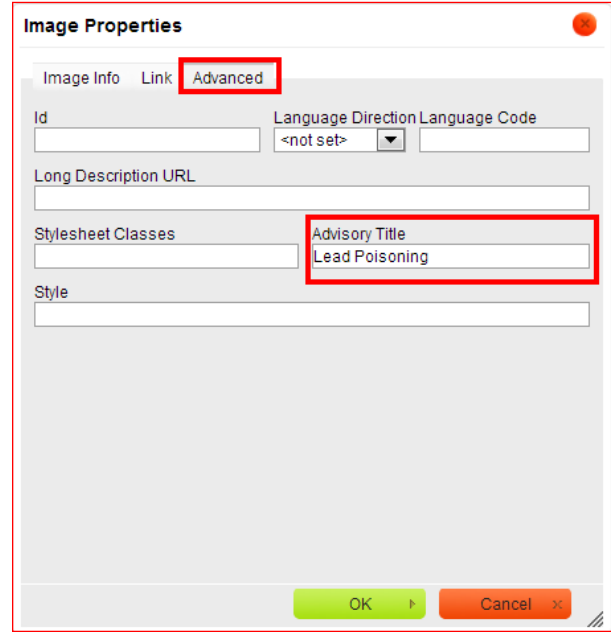 Image Properties
Image Info Link Advanced
Id Language Direction Language Code
<not set>
Long Description URL
Stylesheet Classes Advisory Title
Lead Poisoning
Style
OK Cancel